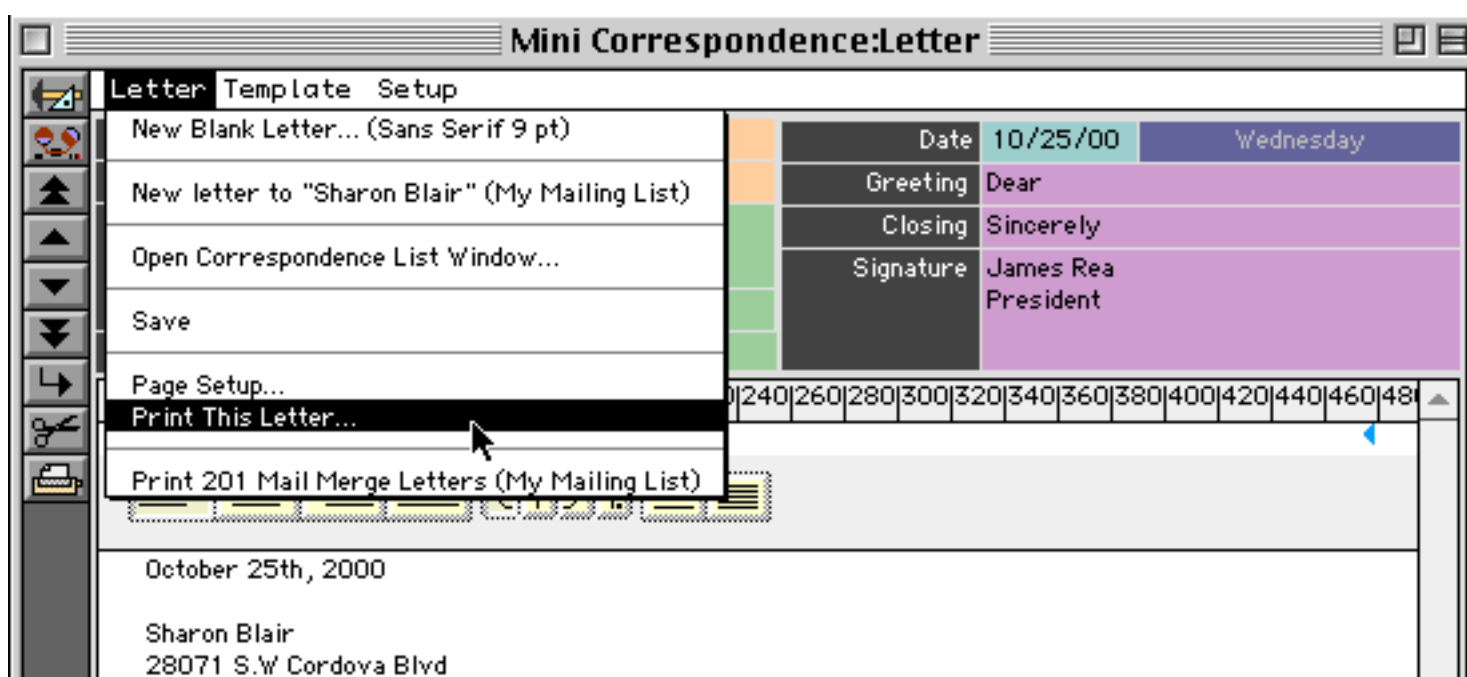 Mini Correspondence:Letter
Letter Template Setup
New Blank Letter... (Sans Serif 9 pt)
New letter to "Sharon Blair" (My Mailing List)
Open Correspondence List Window...
Save
Page Setup...
Print This Letter...
Print 201 Mail Merge Letters (My Mailing List)
Date 10/25/00 Wednesday
Greeting Dear
Closing Sincerely
Signature James Rea
President
240|260|280|300|320|340|360|380|400|420|440|460|48
October 25th, 2000
Sharon Blair
28071 S.W Cordova Blvd